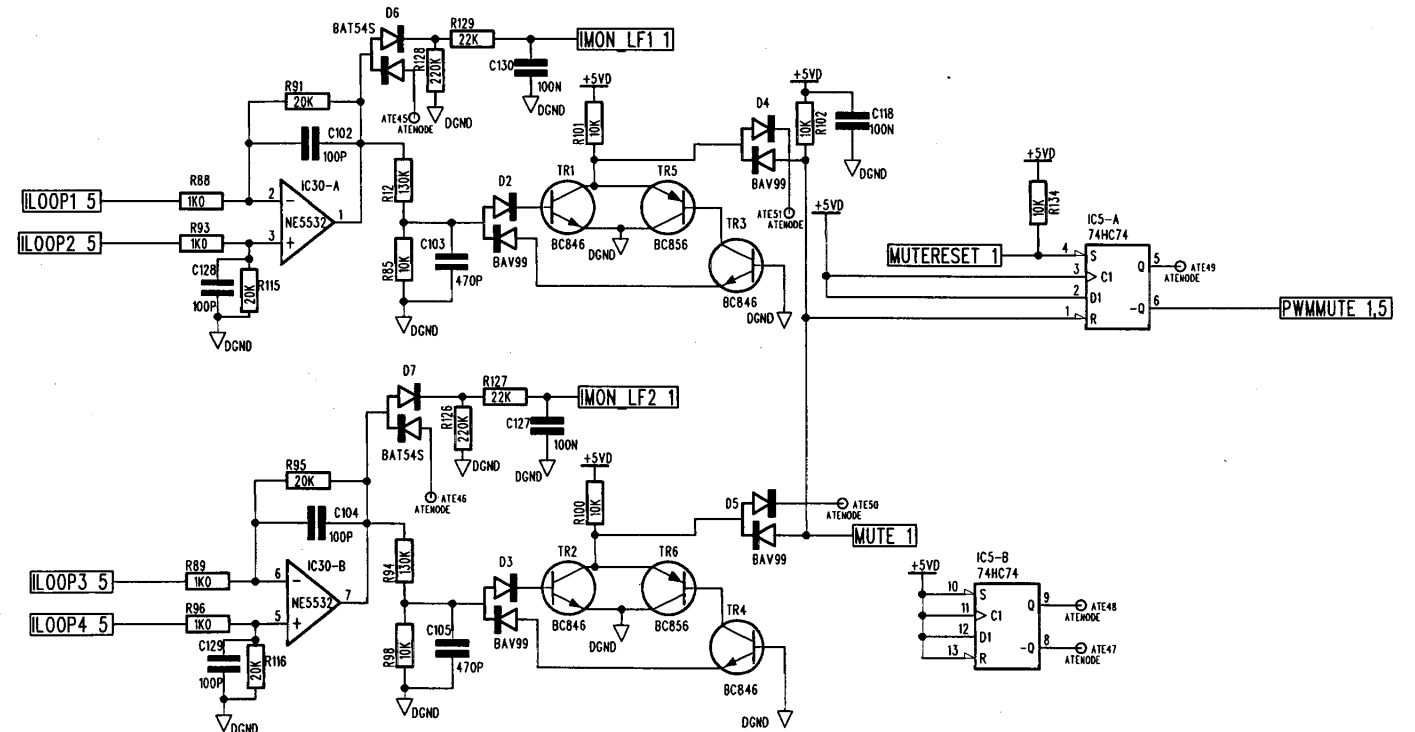 D6
BAT54S
R129
22K
IMON_LF1 1
R128
220K
C130
100N
DGND
DGND
ATE45
ATENODE
R91
20K
C102
100P
IC30-A
NE5532
2
3
1
ILOOP1 5
R88
1K0
ILOOP2 5
R93
1K0
C128
100P
R115
20K
DGND
R12
130K
R85
10K
C103
470P
DGND
D2
BAV99
+5VD
R101
10K
TR1
BC846
DGND
TR5
BC856
TR3
BC846
DGND
D4
BAV99
ATE51
ATENODE
+5VD
R102
10K
C118
100N
DGND
+5VD
+5VD
R134
10K
MUTERESET 1
IC5-A
74HC74
4
S
3
C1
2
D1
1
R
Q
5
ATE49
ATENODE
-Q
6
PWMMUTE 1,5
D7
BAT54S
R127
22K
IMON_LF2 1
R126
220K
C127
100N
DGND
DGND
ATE46
ATENODE
R95
20K
C104
100P
IC30-B
NE5532
6
5
7
ILOOP3 5
R89
1K0
ILOOP4 5
R96
1K0
C129
100P
R116
20K
DGND
R94
130K
R98
10K
C105
470P
DGND
D3
BAV99
+5VD
R100
10K
TR2
BC846
DGND
TR6
BC856
TR4
BC846
DGND
D5
BAV99
ATE50
ATENODE
MUTE 1
+5VD
IC5-B
74HC74
10
S
11
C1
12
D1
13
R
Q
9
ATE48
ATENODE
-Q
8
ATE47
ATENODE